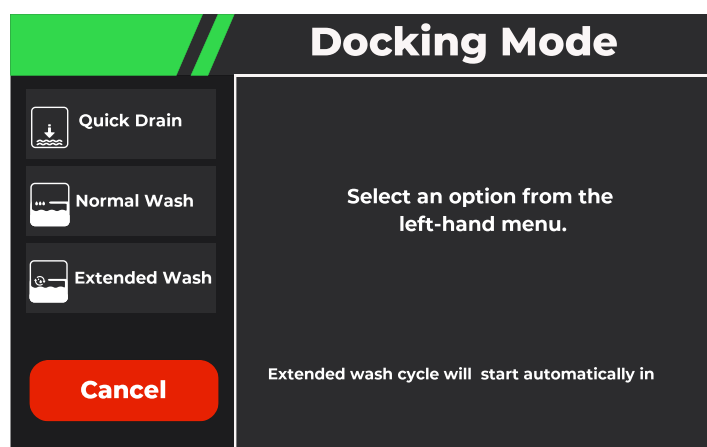 Docking Mode
Quick Drain
Normal Wash
Extended Wash
Cancel
Select an option from the
left-hand menu.
Extended wash cycle will start automatically in